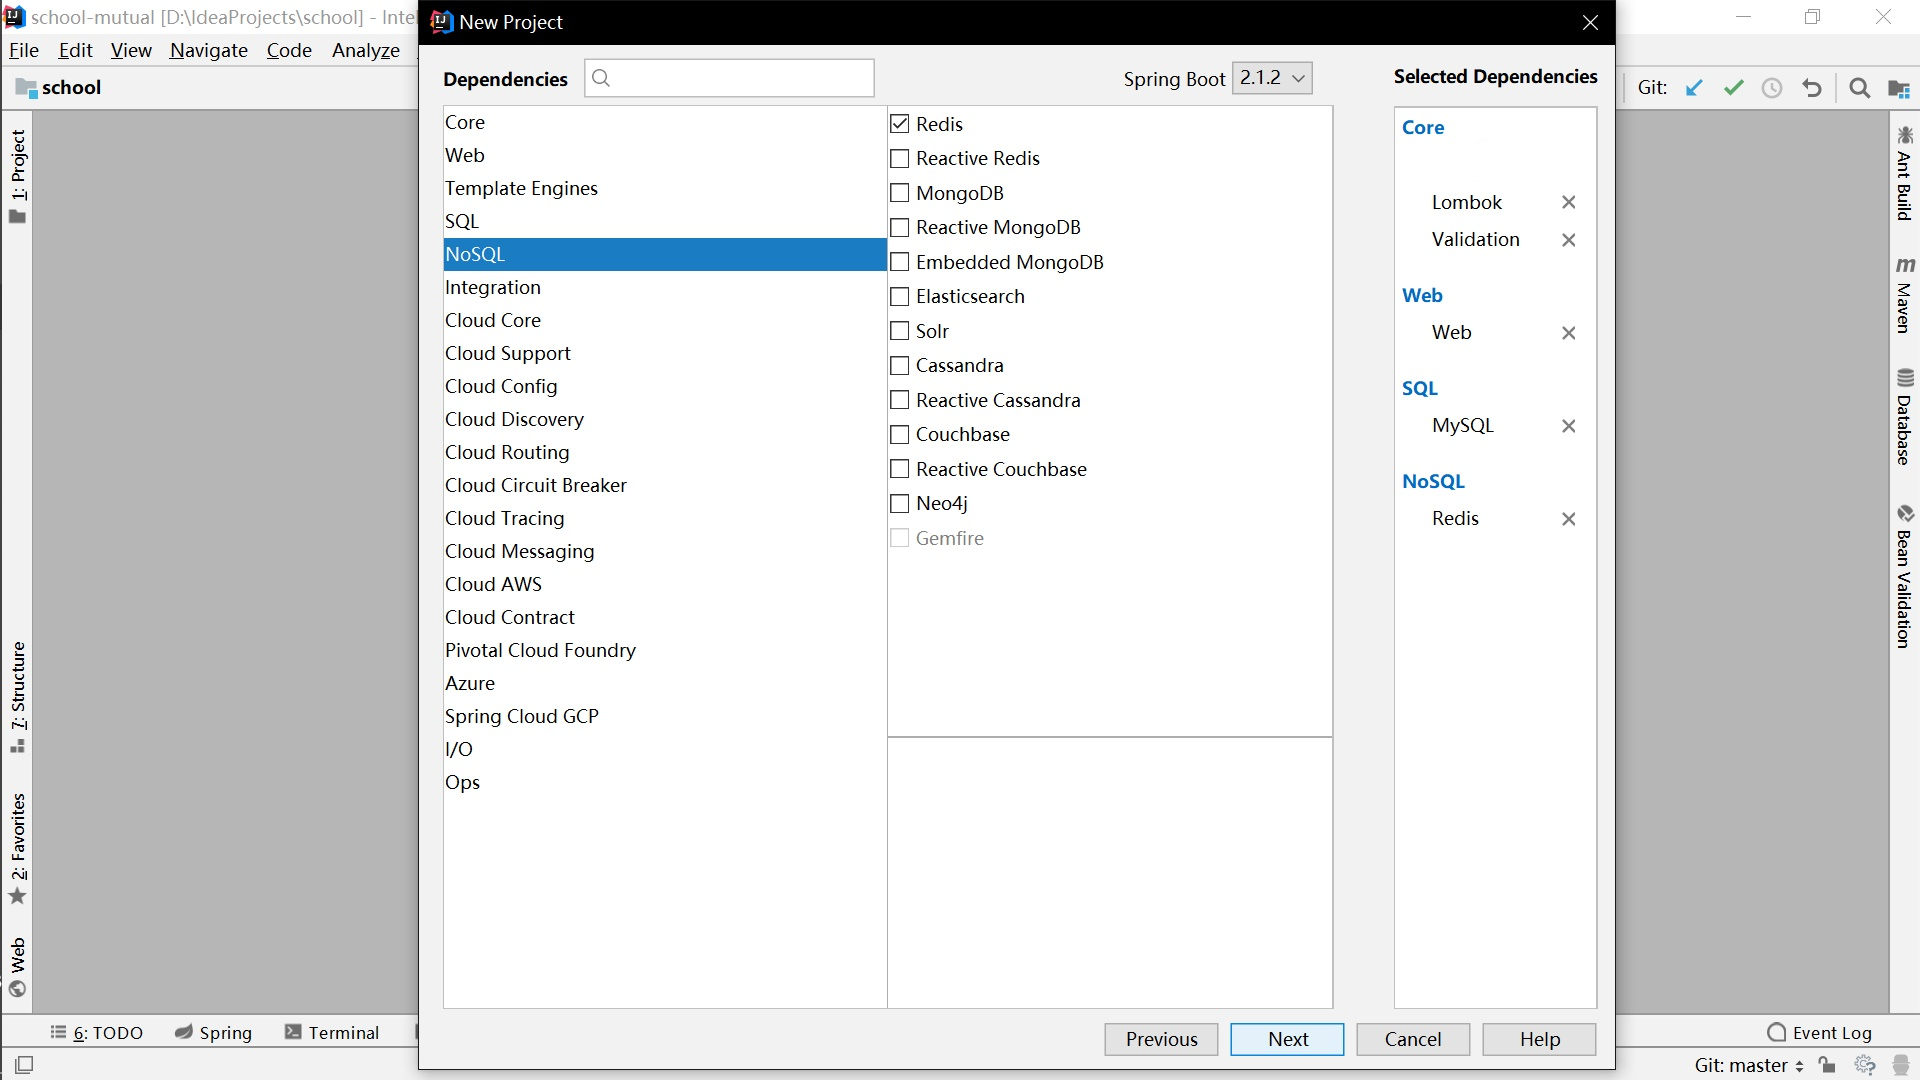 school-mutual [D:\IdeaProjects\school] - Intel
New Project
File Edit View Navigate Code Analyze
school
Dependencies
Spring Boot 2.1.2
Selected Dependencies
Git:
Core
Web
Template Engines
SQL
NoSQL
Integration
Cloud Core
Cloud Support
Cloud Config
Cloud Discovery
Cloud Routing
Cloud Circuit Breaker
Cloud Tracing
Cloud Messaging
Cloud AWS
Cloud Contract
Pivotal Cloud Foundry
Azure
Spring Cloud GCP
I/O
Ops
Redis
Reactive Redis
MongoDB
Reactive MongoDB
Embedded MongoDB
Elasticsearch
Solr
Cassandra
Reactive Cassandra
Couchbase
Reactive Couchbase
Neo4j
Gemfire
Core
Lombok
Validation
Web
Web
SQL
MySQL
NoSQL
Redis
1: Project
7: Structure
2: Favorites
Web
Ant Build
m Maven
Database
Bean Validation
Previous
Next
Cancel
Help
6: TODO
Spring
Terminal
Event Log
Git: master